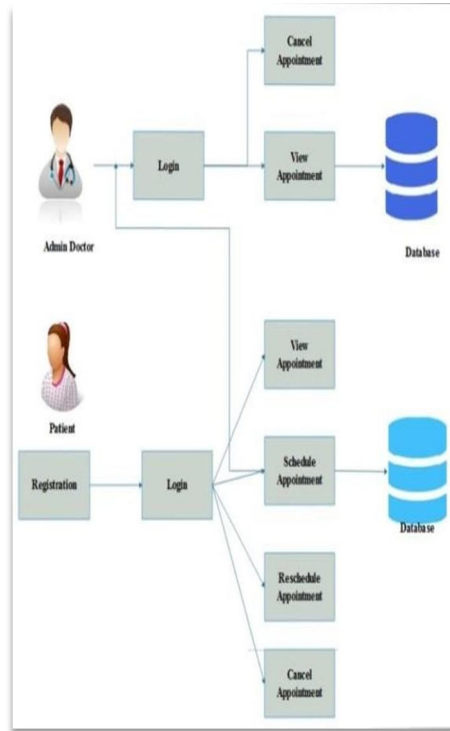 Cancel
Appointment
Login
View
Appointment
Admin Doctor
Database
View
Appointment
Patient
Registration
Login
Schedule
Appointment
Database
Reschedule
Appointment
Cancel
Appointment